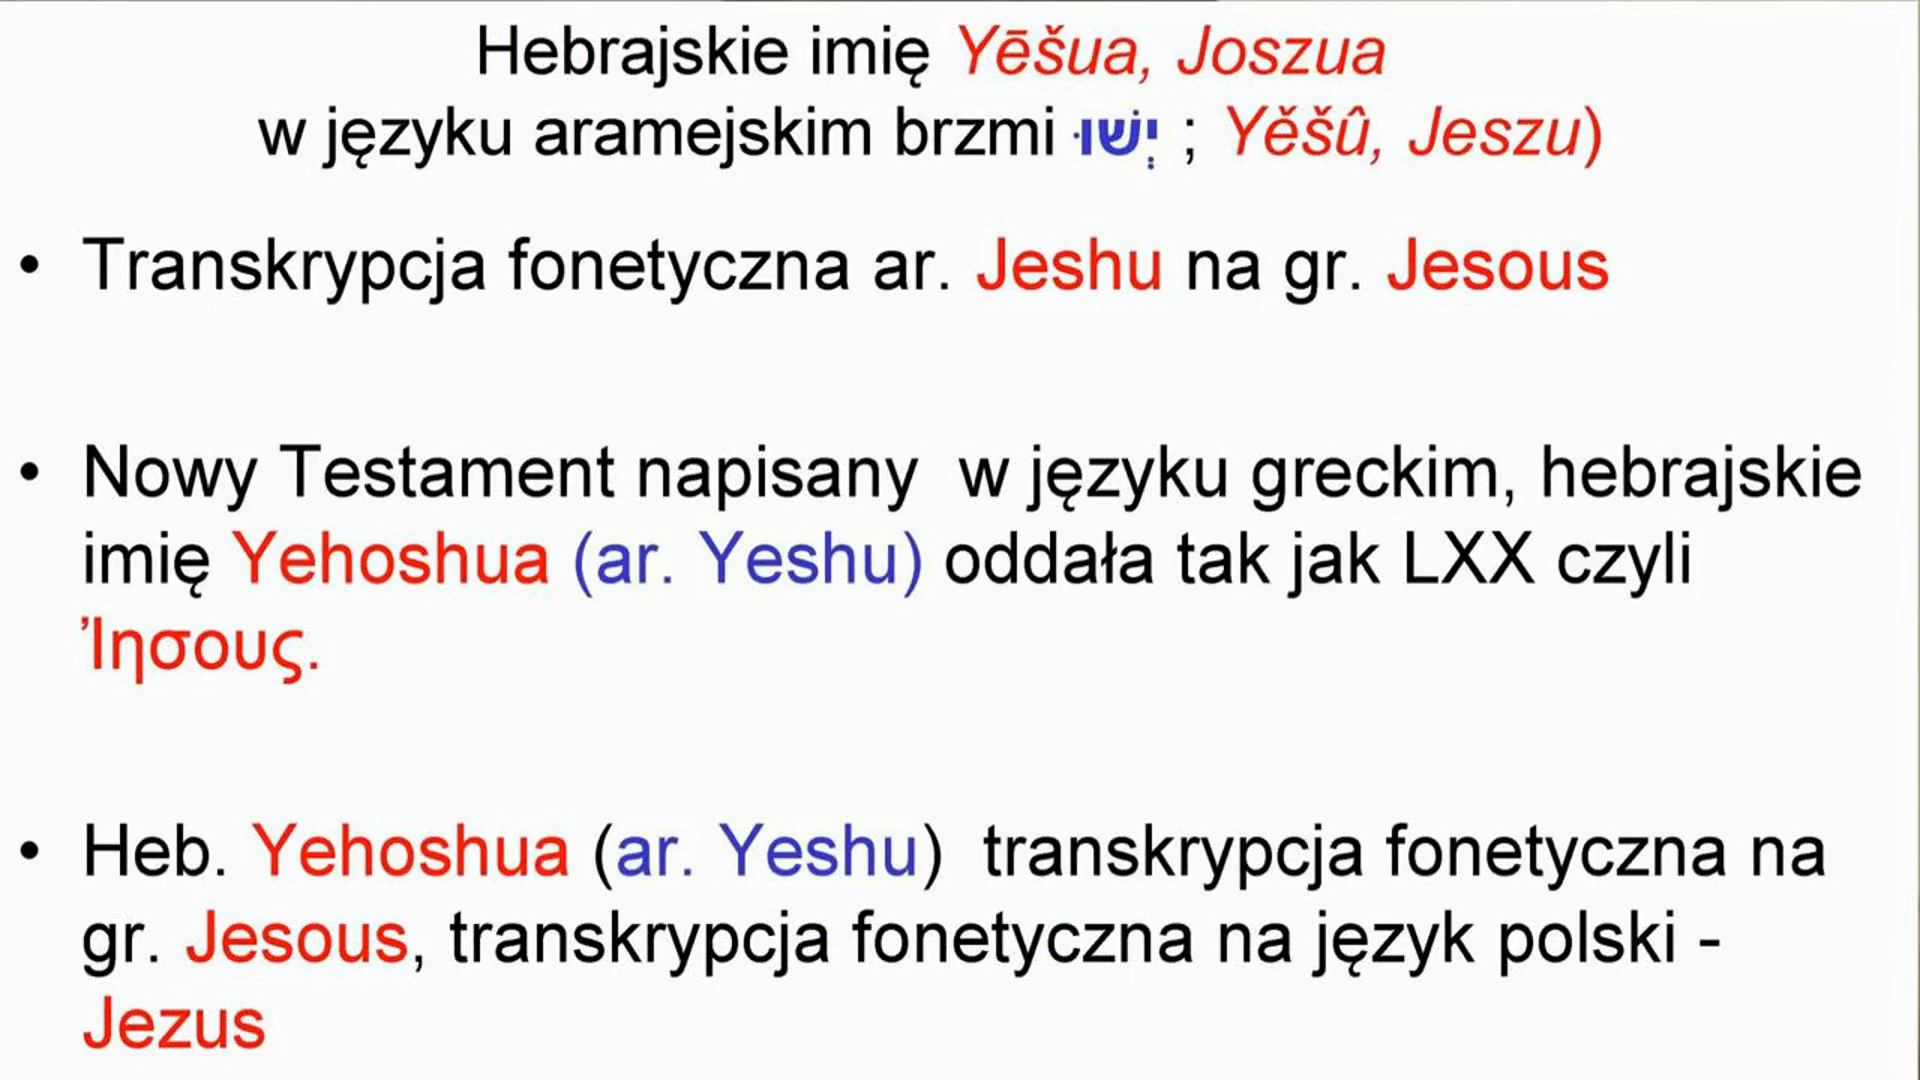 Hebrajskie imię Yēšua, Joszua
w języku aramejskim brzmi יְשׁוּ ; Yěšû, Jeszu)
• Transkrypcja fonetyczna ar. Jeshu na gr. Jesous
• Nowy Testament napisany w języku greckim, hebrajskie
imię Yehoshua (ar. Yeshu) oddała tak jak LXX czyli
Ἰησους.
• Heb. Yehoshua (ar. Yeshu) transkrypcja fonetyczna na
gr. Jesous, transkrypcja fonetyczna na język polski -
Jezus